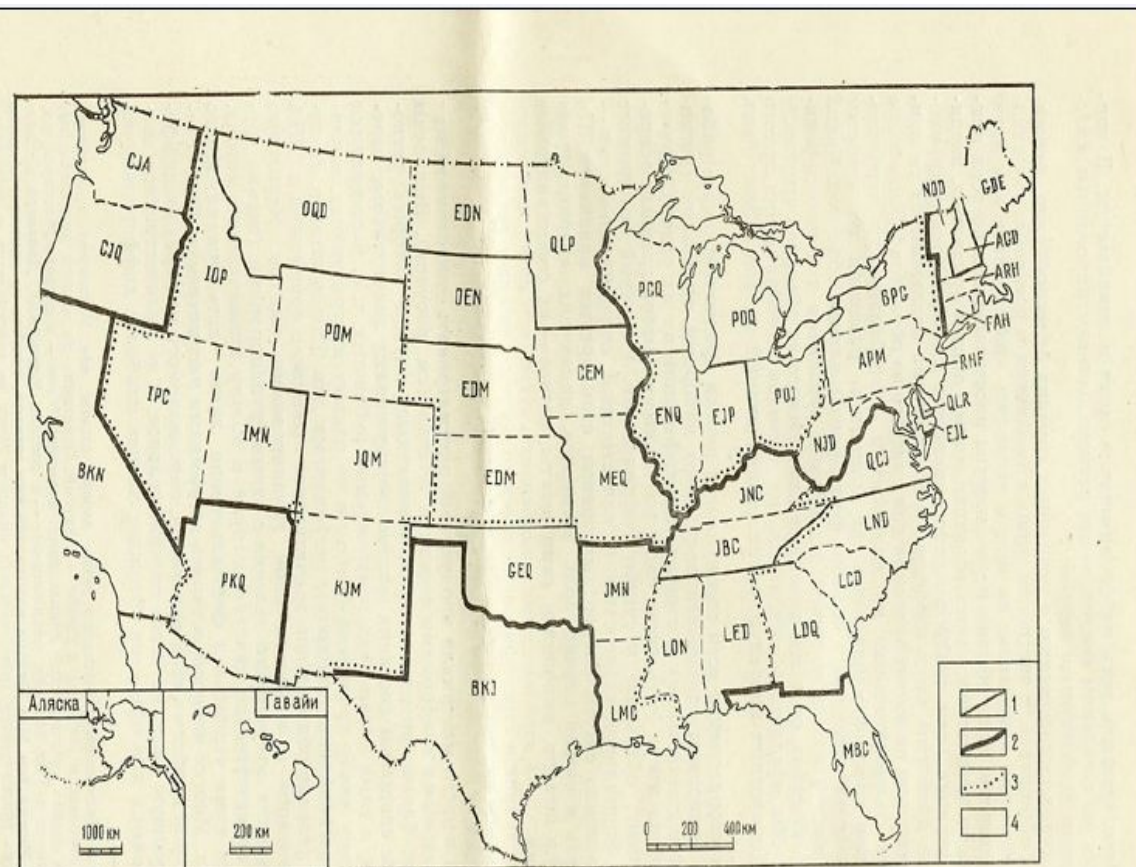 CJA
OQD
EDN
QLP
NDD
GDE
CJQ
AGD
IOP
DEN
PCQ
POQ
BPG
ARH
FAH
POM
APM
RNF
IPC
EDM
CEM
ENQ
EJP
POJ
QLR
EJL
IMN
NJD
QCJ
BKN
JQM
EDM
MEQ
JNC
LND
JBC
PKQ
KJM
GEQ
JMN
LCD
LON
LED
LDQ
BKJ
LMC
MBC
Аляска
Гавайи
1000 км
200 км
0 200 400 км
1
2
3
4